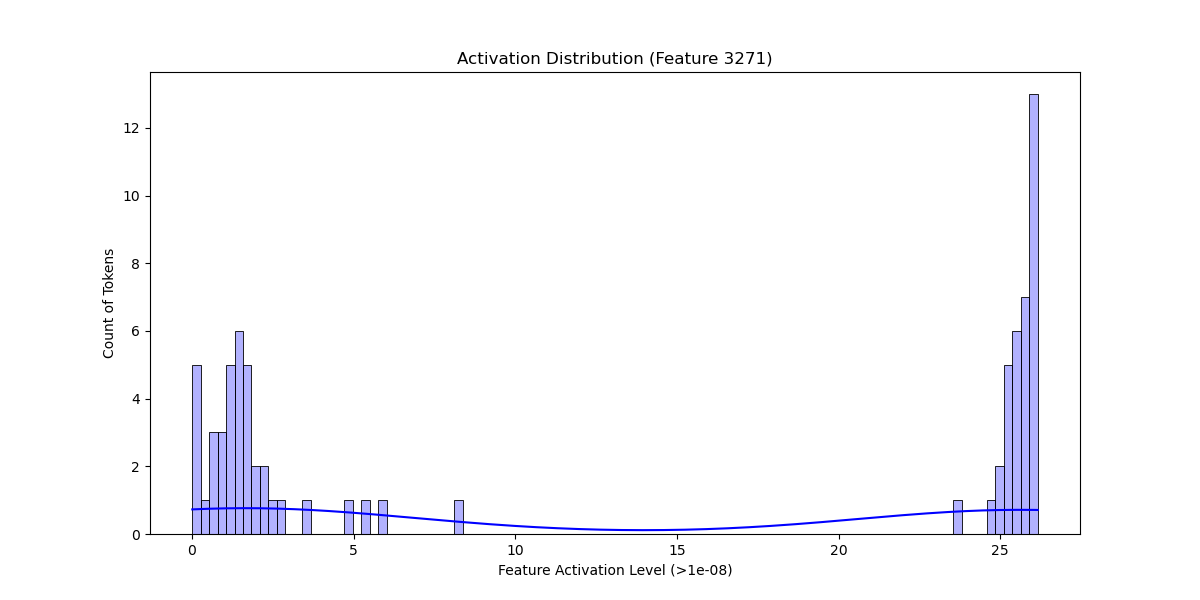 Activation Distribution (Feature 3271)
Count of Tokens
12
10
8
6
4
2
0
0 5 10 15 20 25
Feature Activation Level (>1e-08)